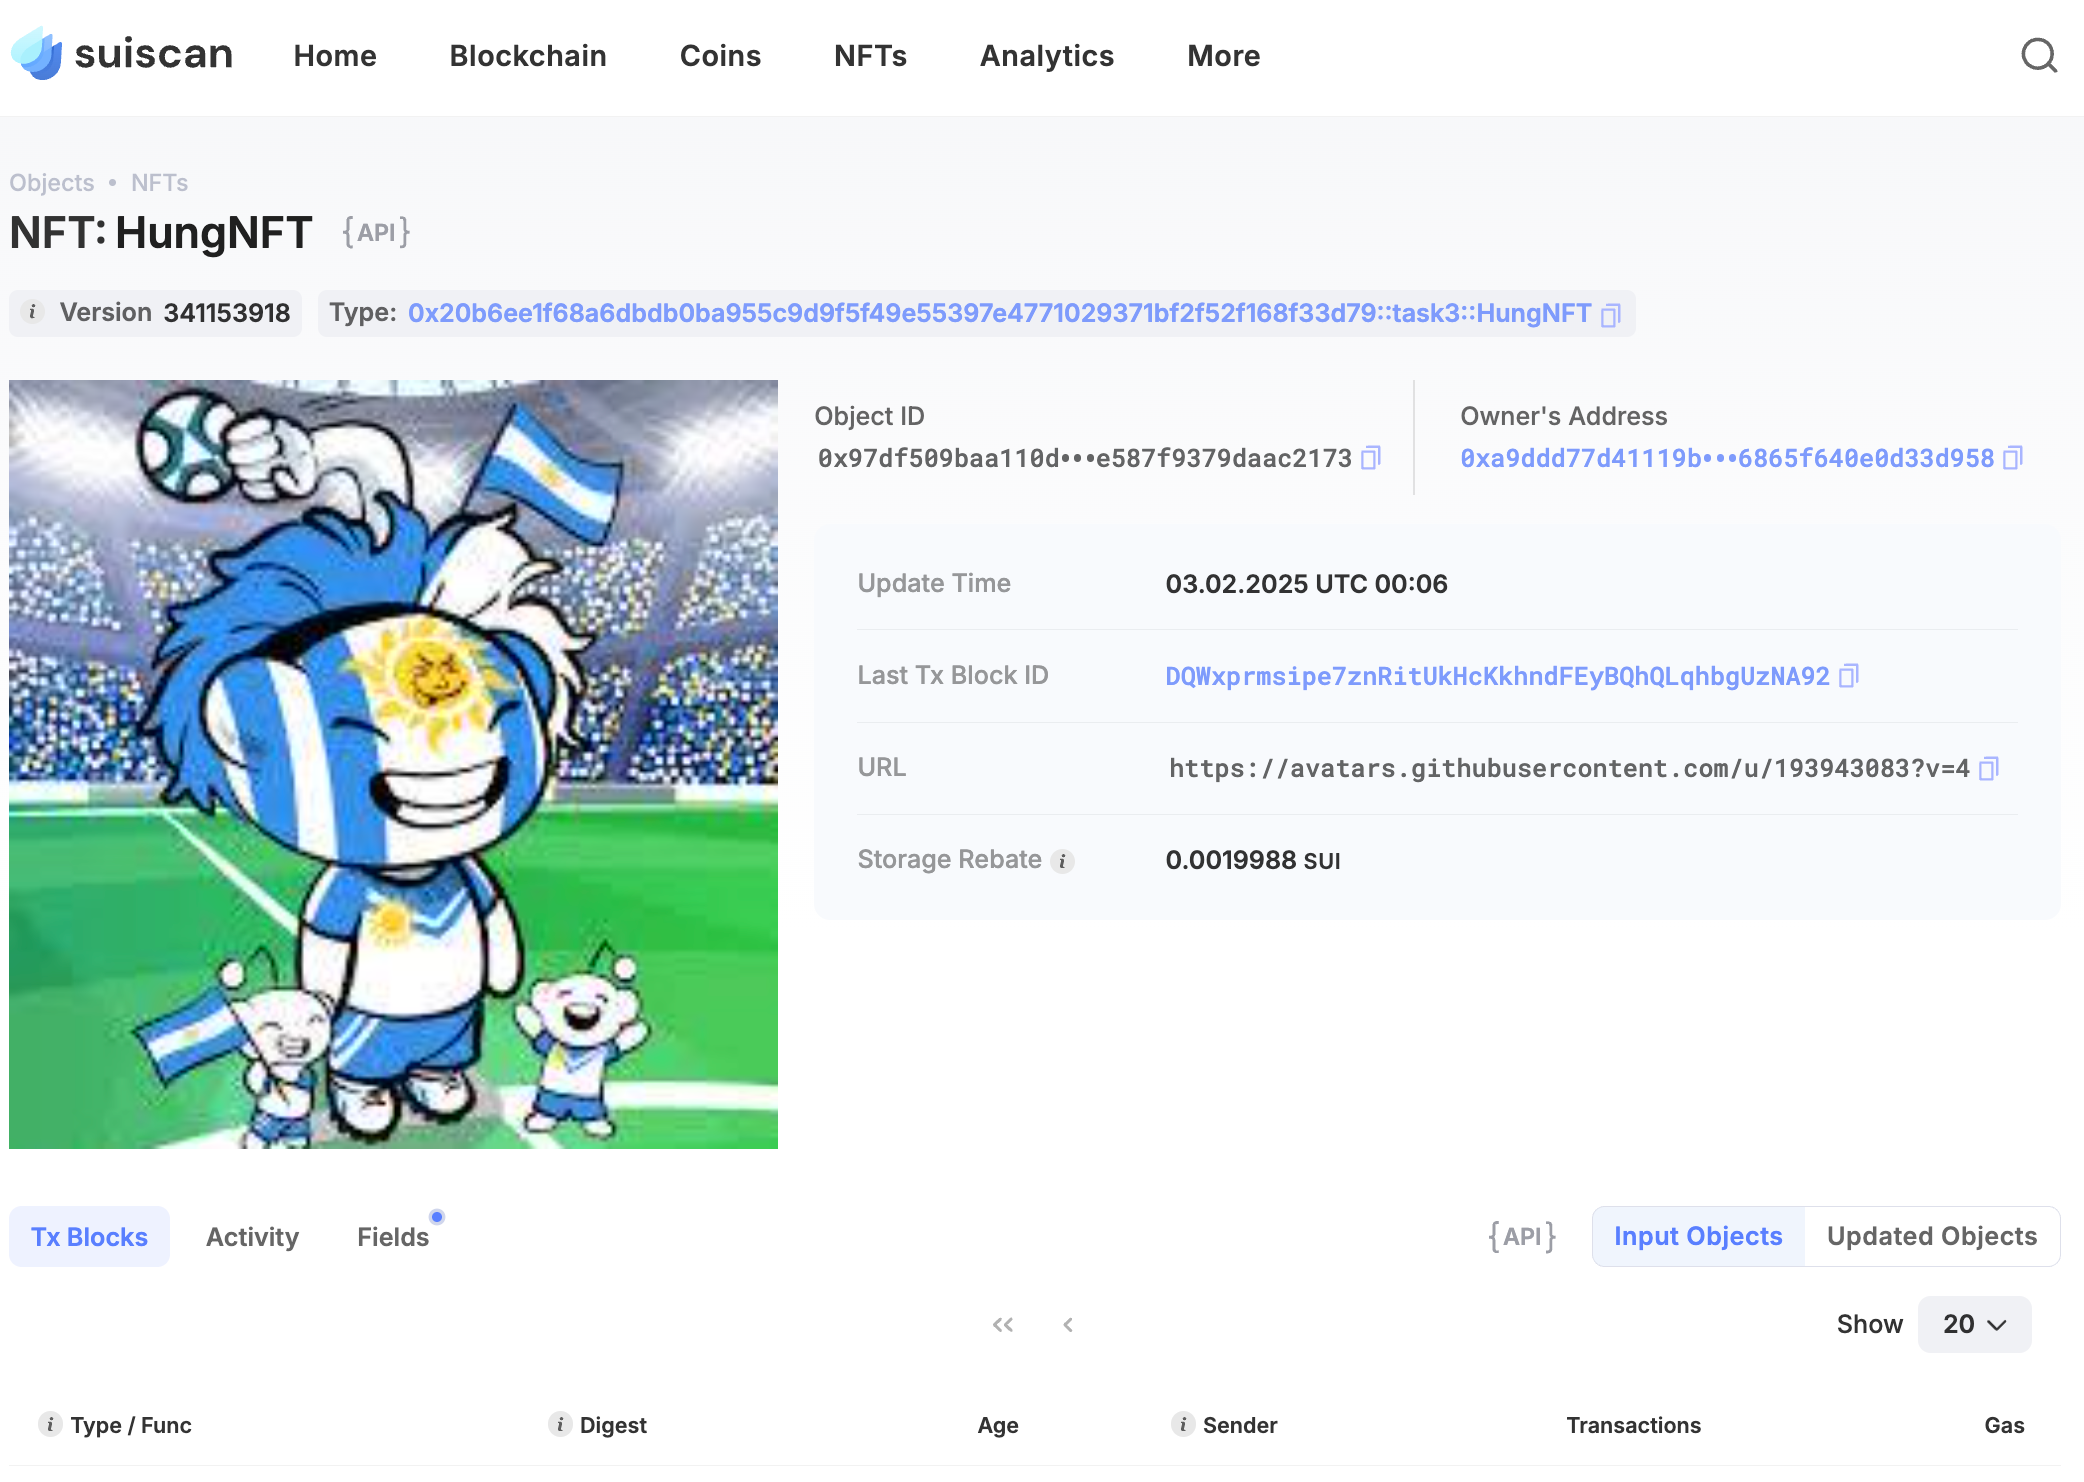 suiscan Home Blockchain Coins NFTs Analytics More
Objects • NFTs
NFT: HungNFT {API}
i Version 341153918 Type: 0x20b6ee1f68a6dbdb0ba955c9d9f5f49e55397e4771029371bf2f52f168f33d79::task3::HungNFT
Object ID
0x97df509baa110d•••e587f9379daac2173
Owner's Address
0xa9ddd77d41119b•••6865f640e0d33d958
Update Time 03.02.2025 UTC 00:06
Last Tx Block ID DQWxprmsipe7znRitUkHcKkhndFEyBQhQLqhbgUzNA92
URL https://avatars.githubusercontent.com/u/193943083?v=4
Storage Rebate i 0.0019988 SUI
Tx Blocks Activity Fields {API} Input Objects Updated Objects
Show 20
i Type / Func i Digest Age i Sender Transactions Gas